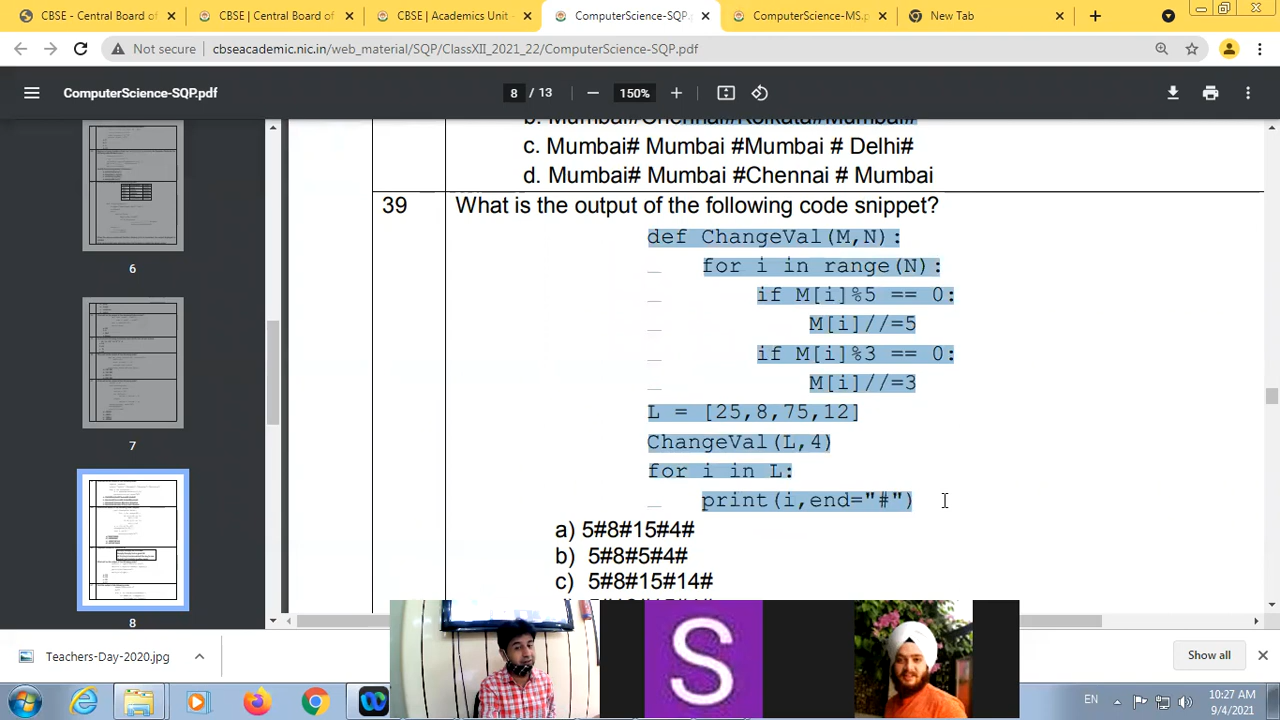 CBSE - Central Board of
CBSE | Central Board of
CBSE | Academics Unit -
ComputerScience-SQP.p
ComputerScience-MS.p
New Tab
Not secure
cbseacademic.nic.in/web_material/SQP/ClassXII_2021_22/ComputerScience-SQP.pdf
ComputerScience-SQP.pdf
8 / 13
150%
6
7
8
c. Mumbai# Mumbai #Mumbai # Delhi#
d. Mumbai# Mumbai #Chennai # Mumbai
39
What is the output of the following code snippet?
def ChangeVal(M,N):
for i in range(N):
if M[i]%5 == 0:
M[i]//=5
if M[i]%3 == 0:
M[i]//=3
L = [25,8,75,12]
ChangeVal(L,4)
for i in L:
print(i,end="#")
a) 5#8#15#4#
b) 5#8#5#4#
c) 5#8#15#14#
S
Teachers-Day-2020.jpg
Show all
EN
10:27 AM
9/4/2021